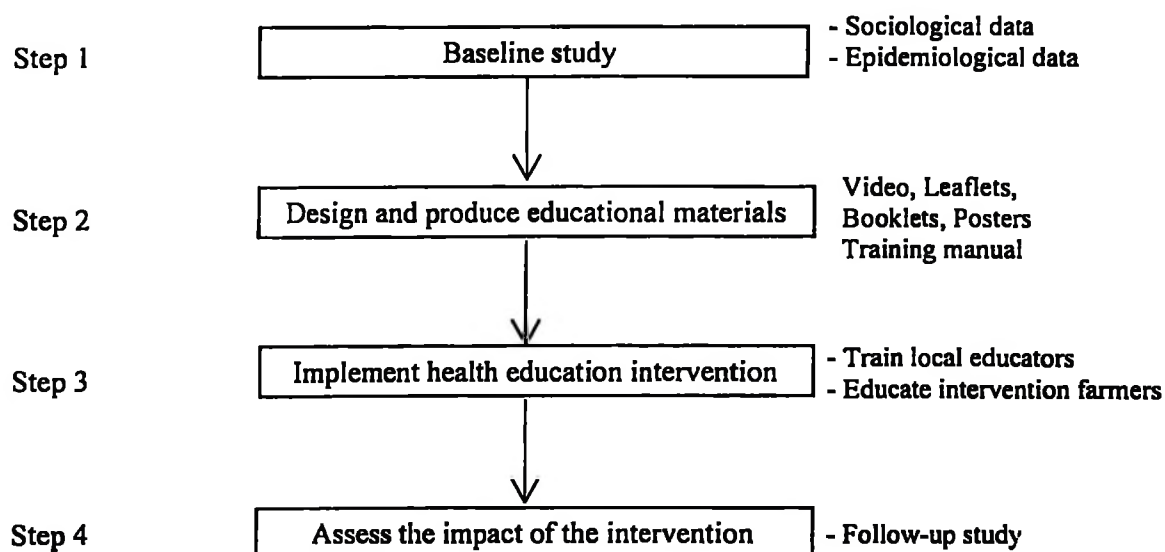 Step 1
Baseline study
- Sociological data
- Epidemiological data
Step 2
Design and produce educational materials
Video, Leaflets,
Booklets, Posters
Training manual
Step 3
Implement health education intervention
- Train local educators
- Educate intervention farmers
Step 4
Assess the impact of the intervention
- Follow-up study